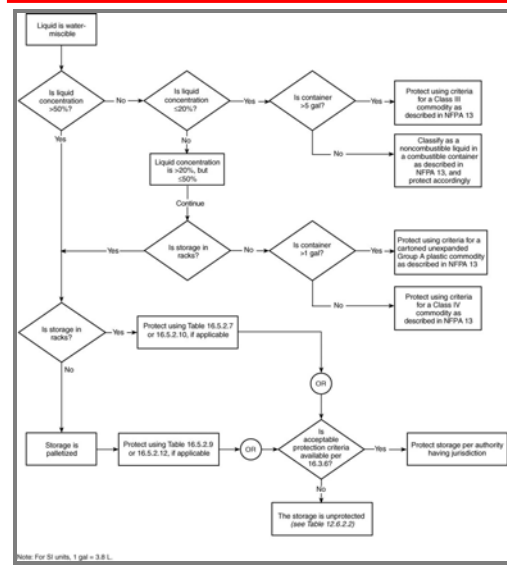 Liquid is water-
miscible
Is liquid
concentration
>50%?
No
Is liquid
concentration
≤20%?
Yes
Is container
>5 gal?
Yes
Protect using criteria
for a Class III
commodity as
described in NFPA 13
No
Classify as a
noncombustible liquid in
a combustible container
as described in
NFPA 13, and
protect accordingly
Yes
No
Liquid concentration
is >20%, but
≤50%
Continue
Yes
Is storage in
racks?
No
Is container
>1 gal?
Yes
Protect using criteria for a
cartoned unexpanded
Group A plastic commodity
as described in NFPA 13
No
Protect using criteria
for a Class IV
commodity as
described in NFPA 13
Is storage in
racks?
Yes
Protect using Table 16.5.2.7
or 16.5.2.10, if applicable
OR
No
Storage is
palletized
Protect using Table 16.5.2.9
or 16.5.2.12, if applicable
OR
Is
acceptable
protection criteria
available per
16.3.6?
Yes
Protect storage per authority
having jurisdiction
No
The storage is unprotected
(see Table 12.6.2.2)
Note: For SI units, 1 gal = 3.8 L.